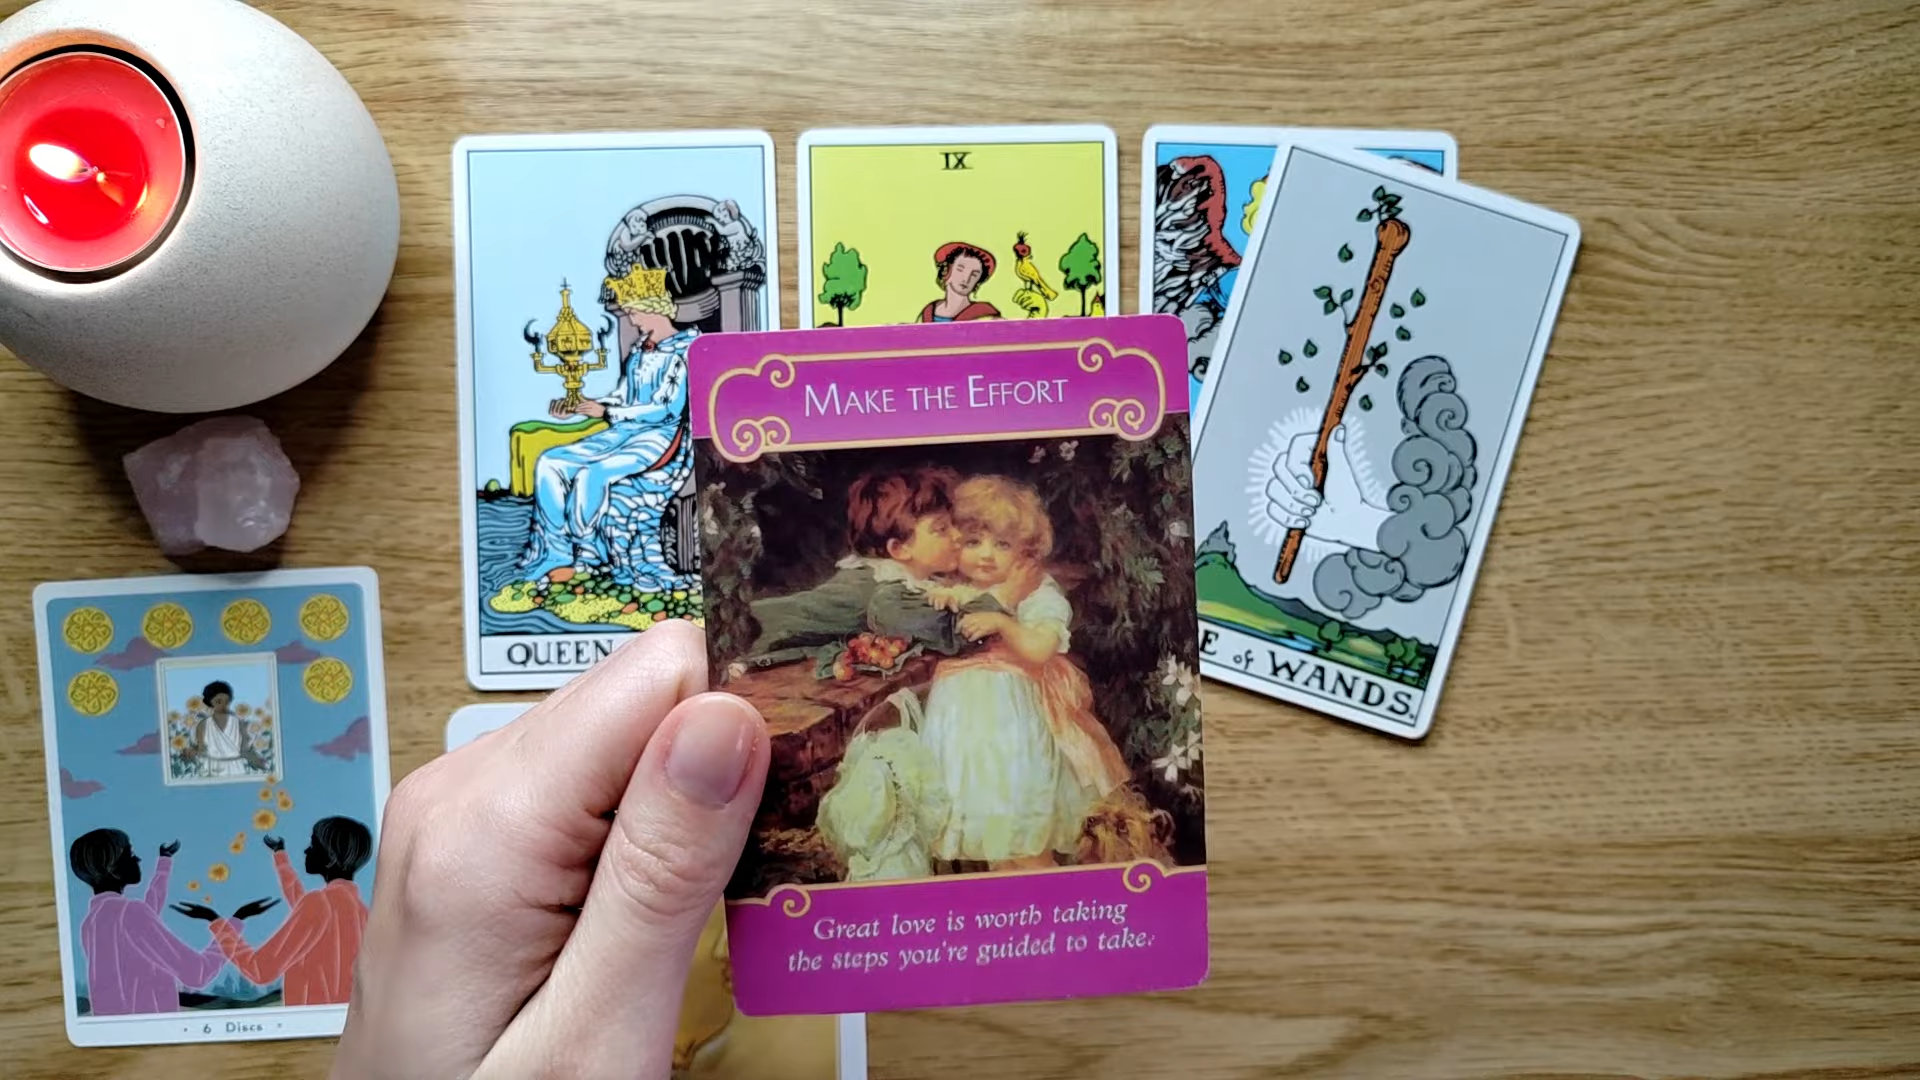 IX
QUEEN
MAKE THE EFFORT
E of WANDS.
Great love is worth taking
the steps you're guided to take.
6 Discs